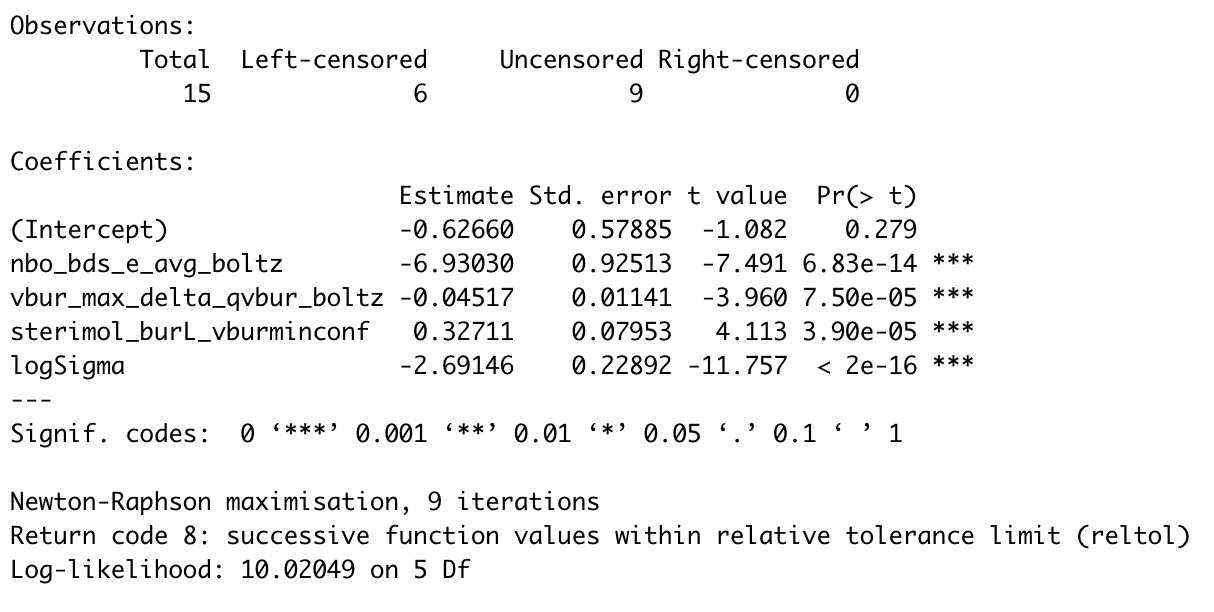 Observations:
         Total  Left-censored     Uncensored Right-censored
            15              6              9              0

Coefficients:
                           Estimate Std. error t value  Pr(> t)
(Intercept)                -0.62660    0.57885  -1.082    0.279
nbo_bds_e_avg_boltz        -6.93030    0.92513  -7.491 6.83e-14 ***
vbur_max_delta_qvbur_boltz -0.04517    0.01141  -3.960 7.50e-05 ***
sterimol_burL_vburminconf   0.32711    0.07953   4.113 3.90e-05 ***
logSigma                   -2.69146    0.22892 -11.757  < 2e-16 ***
---
Signif. codes:  0 ‘***’ 0.001 ‘**’ 0.01 ‘*’ 0.05 ‘.’ 0.1 ‘ ’ 1

Newton-Raphson maximisation, 9 iterations
Return code 8: successive function values within relative tolerance limit (reltol)
Log-likelihood: 10.02049 on 5 Df